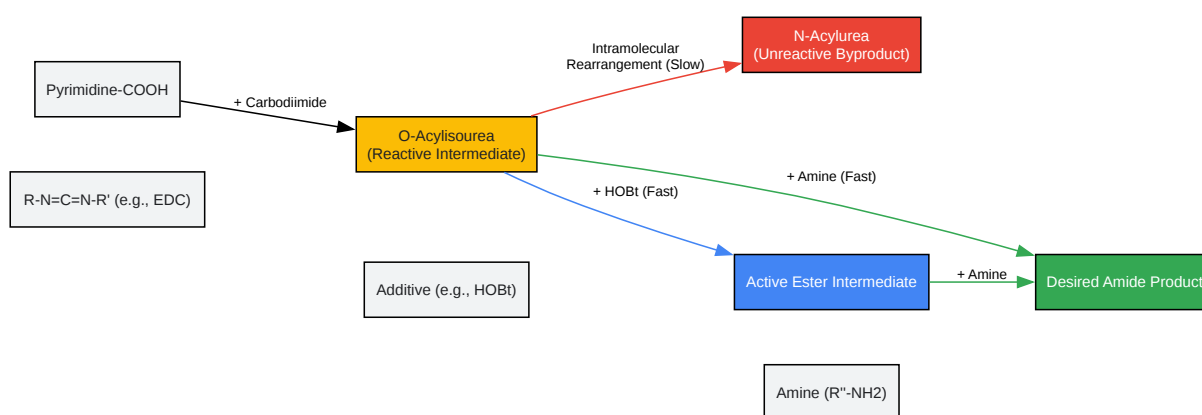 N-Acylurea
(Unreactive Byproduct)
Intramolecular
Rearrangement (Slow)
Pyrimidine-COOH
+ Carbodiimide
O-Acylisourea
(Reactive Intermediate)
+ Amine (Fast)
R-N=C=N-R' (e.g., EDC)
+ HOBt (Fast)
Additive (e.g., HOBt)
Active Ester Intermediate
+ Amine
Desired Amide Product
Amine (R''-NH2)